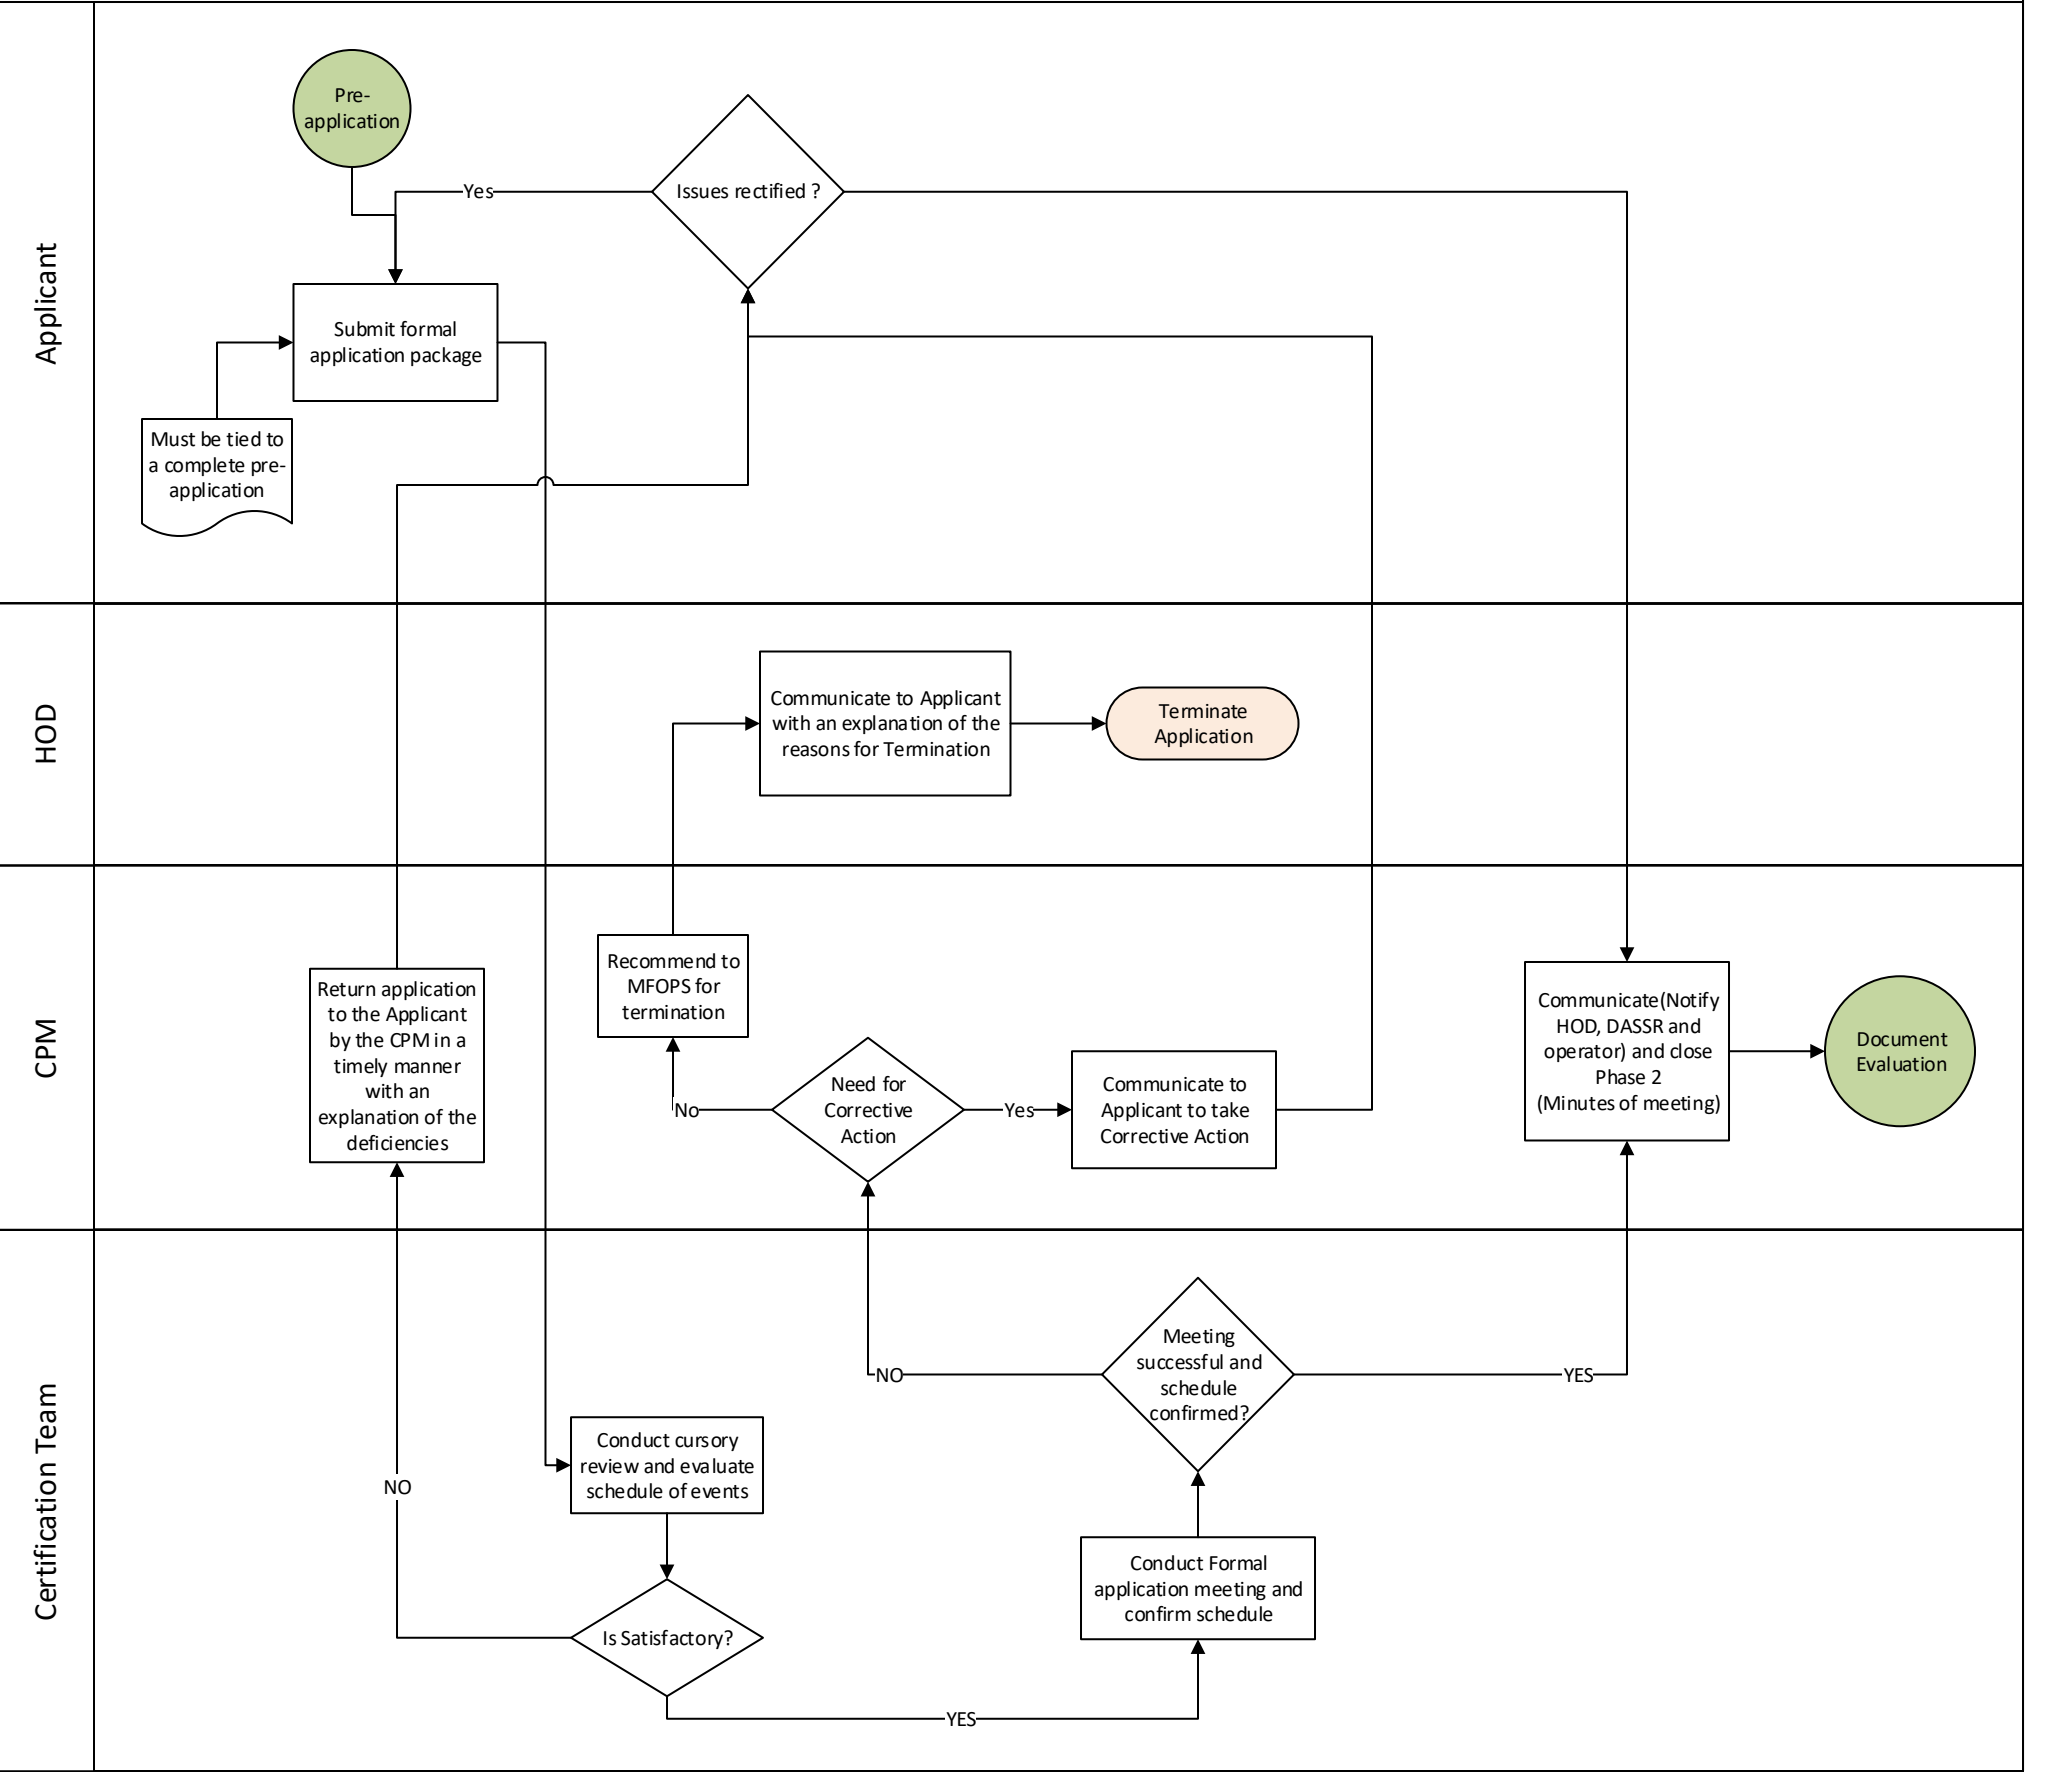 Applicant
Pre-
application
Issues rectified ?
Yes
Submit formal
application package
Must be tied to
a complete pre-
application
HOD
Communicate to Applicant
with an explanation of the
reasons for Termination
Terminate
Application
CPM
Return application
to the Applicant
by the CPM in a
timely manner
with an
explanation of the
deficiencies
Recommend to
MFOPS for
termination
No
Need for
Corrective
Action
Yes
Communicate to
Applicant to take
Corrective Action
Communicate(Notify
HOD, DASSR and
operator) and close
Phase 2
(Minutes of meeting)
Document
Evaluation
Certification Team
NO
Conduct cursory
review and evaluate
schedule of events
Is Satisfactory?
YES
NO
Meeting
successful and
schedule
confirmed?
YES
Conduct Formal
application meeting and
confirm schedule